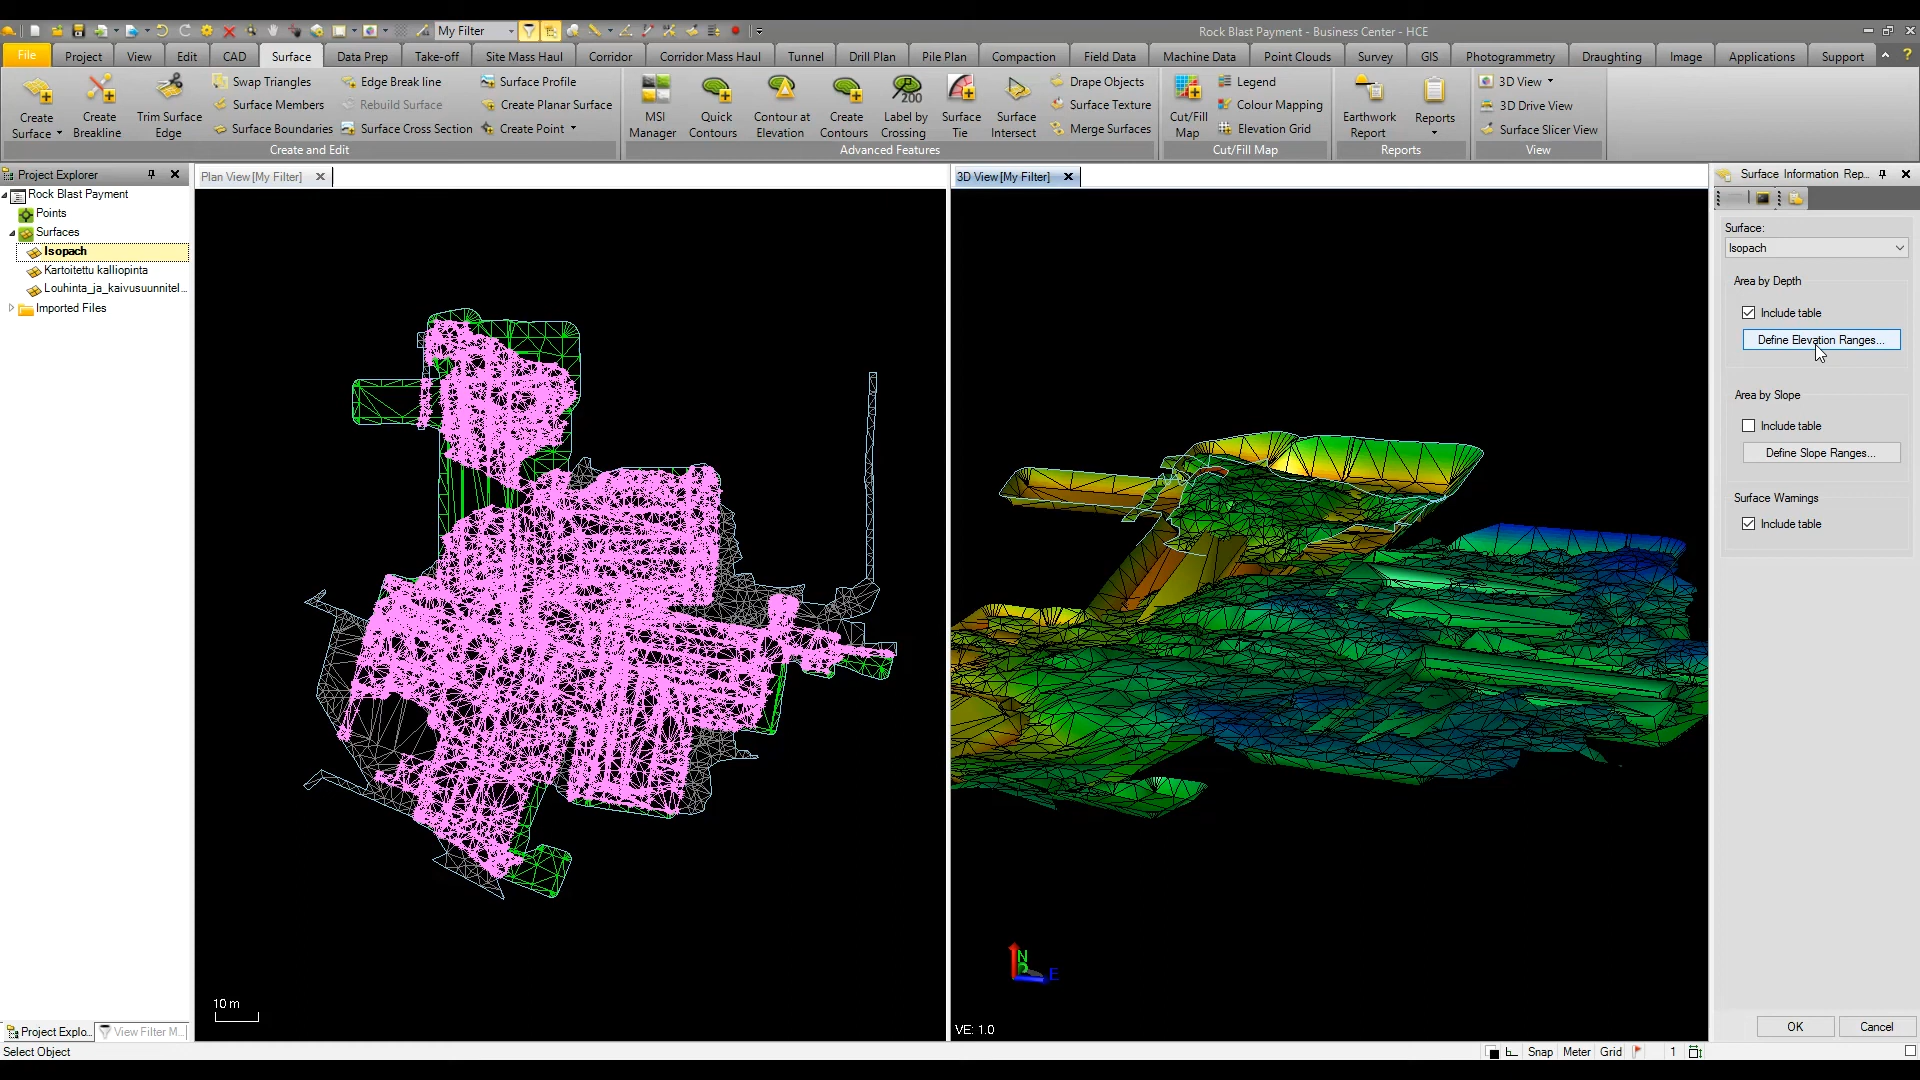 My Filter
Rock Blast Payment - Business Center - HCE
File Project View Edit CAD Surface Data Prep Take-off Site Mass Haul Corridor Corridor Mass Haul Tunnel Drill Plan Pile Plan Compaction Field Data Machine Data Point Clouds Survey GIS Photogrammetry Draughting Image Applications Support
Create Surface
Create Breakline
Trim Surface Edge
Swap Triangles
Surface Members
Surface Boundaries
Edge Break line
Rebuild Surface
Surface Cross Section
Surface Profile
Create Planar Surface
Create Point
Create and Edit
MSI Manager
Quick Contours
Contour at Elevation
Create Contours
200
Label by Crossing
Surface Tie
Surface Intersect
Drape Objects
Surface Texture
Merge Surfaces
Advanced Features
Cut/Fill Map
Legend
Colour Mapping
Elevation Grid
Cut/Fill Map
Earthwork Report
Reports
Reports
3D View
3D Drive View
Surface Slicer View
View
Project Explorer
Rock Blast Payment
Points
Surfaces
Isopach
Kartoitettu kalliopinta
Louhinta_ja_kaivusuunnitel...
Imported Files
Project Explo...
View Filter M...
Plan View [My Filter]
10 m
3D View [My Filter]
N
E
VE: 1.0
Surface Information Rep...
Surface:
Isopach
Area by Depth
Include table
Define Elevation Ranges...
Area by Slope
Include table
Define Slope Ranges...
Surface Warnings
Include table
OK Cancel
Select Object
Snap Meter Grid 1